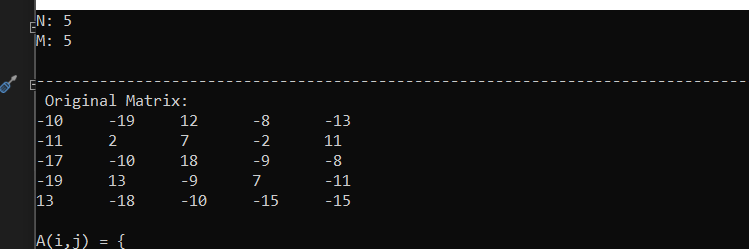 N: 5
M: 5
--------------------------------------------------------------------------------
Original Matrix:
-10 -19 12 -8 -13
-11 2 7 -2 11
-17 -10 18 -9 -8
-19 13 -9 7 -11
13 -18 -10 -15 -15
A(i,j) = {